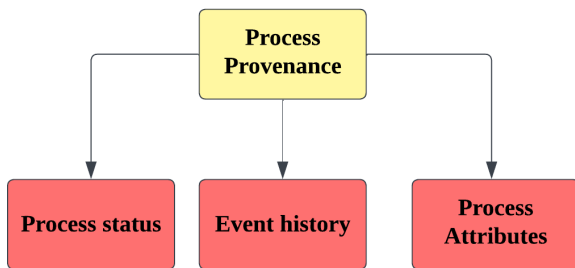 Process
Provenance
Process status
Event history
Process
Attributes